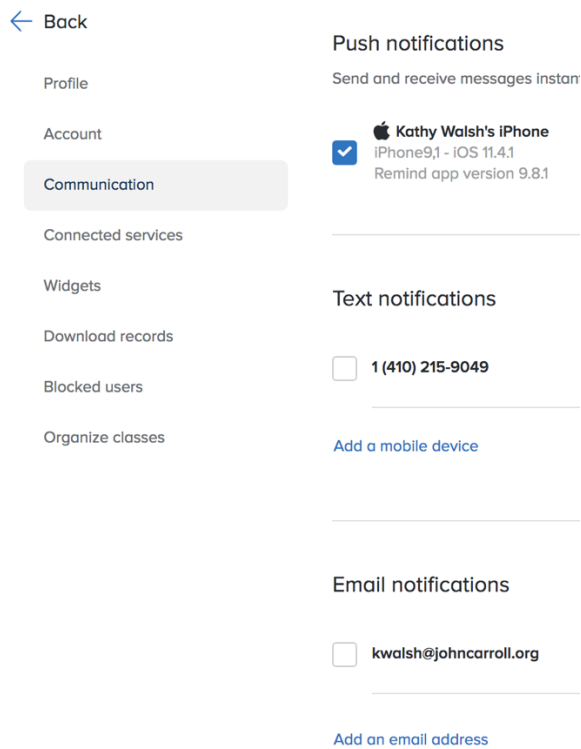 Back
Profile
Account
Communication
Connected services
Widgets
Download records
Blocked users
Organize classes
Push notifications
Send and receive messages instant
Kathy Walsh's iPhone
iPhone9,1 - iOS 11.4.1
Remind app version 9.8.1
Text notifications
1 (410) 215-9049
Add a mobile device
Email notifications
kwalsh@johncarroll.org
Add an email address